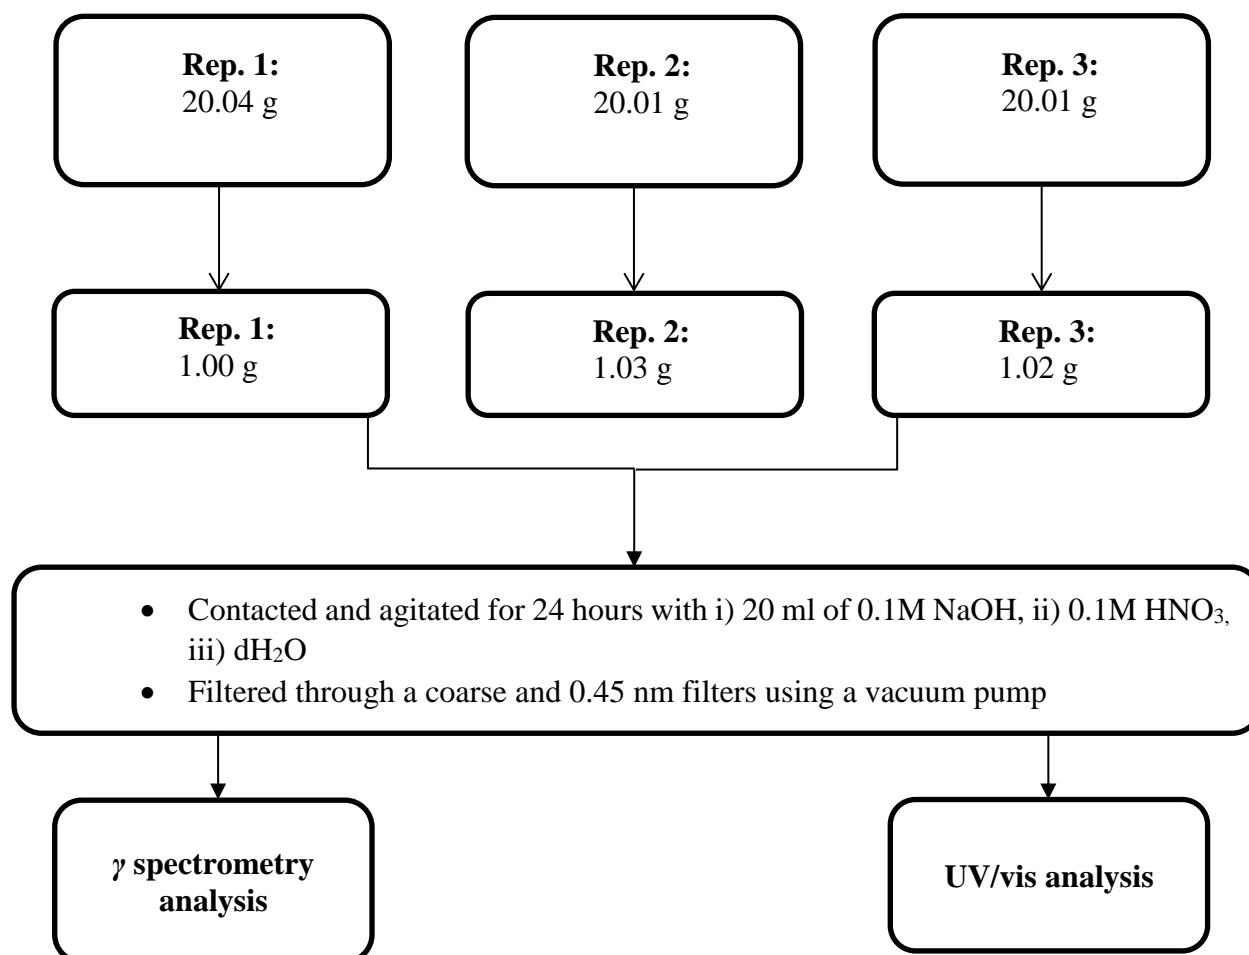 Rep. 1:
20.04 g
Rep. 2:
20.01 g
Rep. 3:
20.01 g
Rep. 1:
1.00 g
Rep. 2:
1.03 g
Rep. 3:
1.02 g
• Contacted and agitated for 24 hours with i) 20 ml of 0.1M NaOH, ii) 0.1M HNO₃,
iii) dH₂O
• Filtered through a coarse and 0.45 nm filters using a vacuum pump
γ spectrometry
analysis
UV/vis analysis